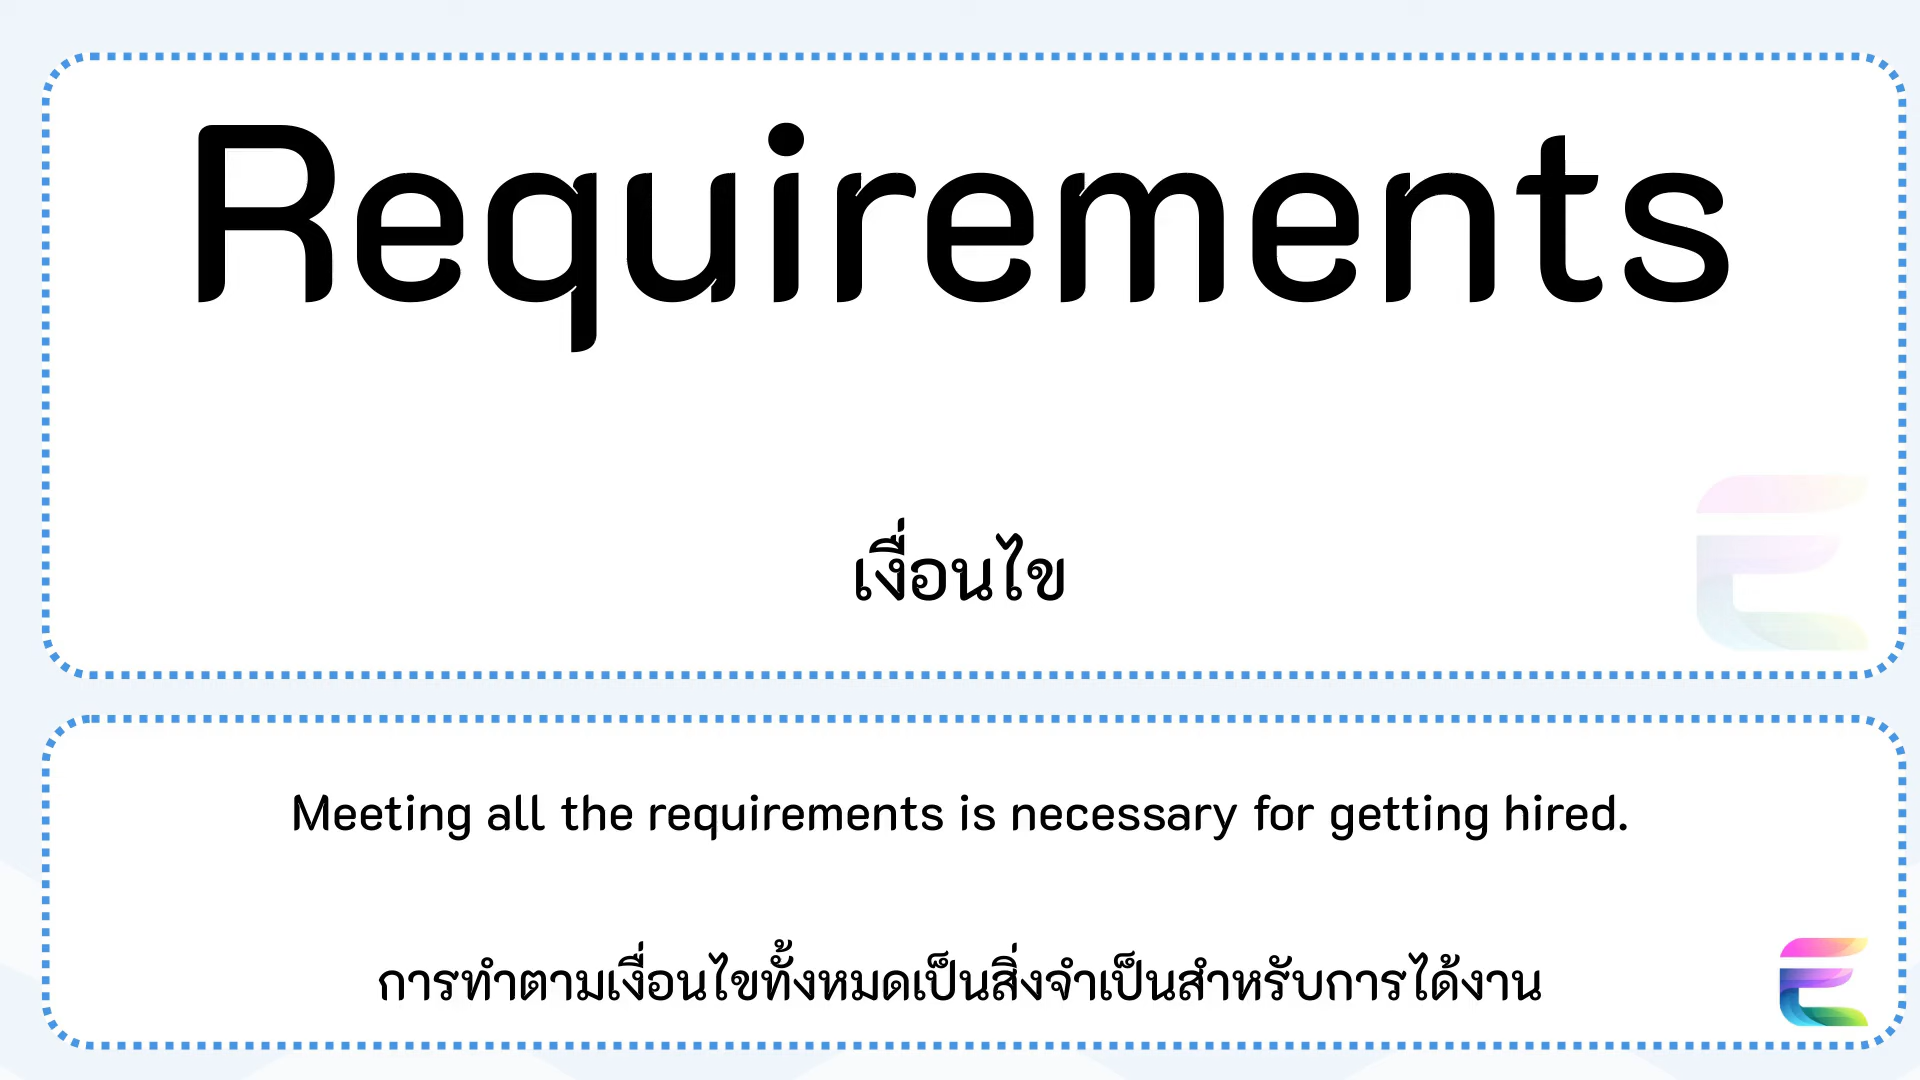 Requirements
เงื่อนไข
Meeting all the requirements is necessary for getting hired.
การทำตามเงื่อนไขทั้งหมดเป็นสิ่งจำเป็นสำหรับการได้งาน